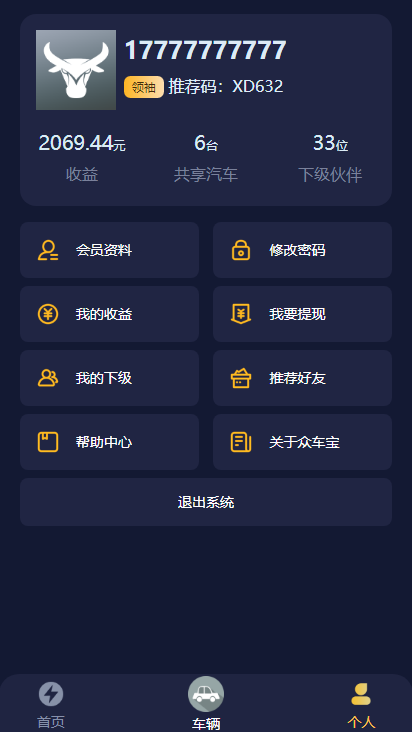 17777777777
领袖 推荐码：XD632
2069.44元 6台 33位
收益 共享汽车 下级伙伴
会员资料 修改密码
我的收益 我要提现
我的下级 推荐好友
帮助中心 关于众车宝
退出系统
首页 车辆 个人